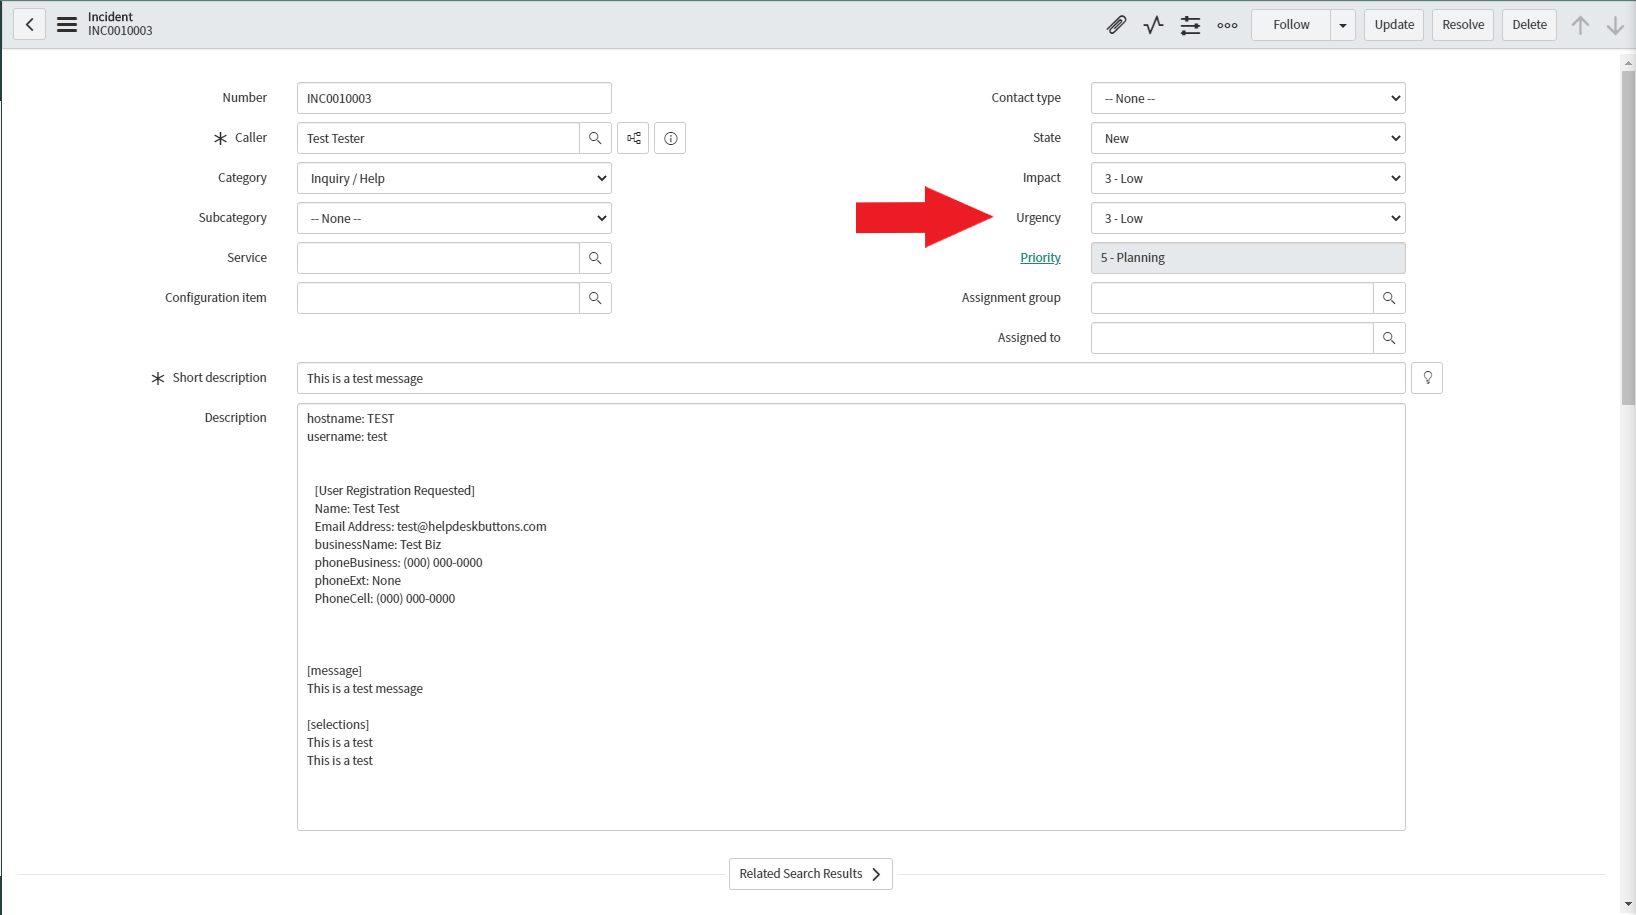 Incident
INC0010003
Follow
Update
Resolve
Delete
Number
INC0010003
Caller
Test Tester
Category
Inquiry / Help
Subcategory
-- None --
Service
Configuration item
Contact type
-- None --
State
New
Impact
3 - Low
Urgency
3 - Low
Priority
5 - Planning
Assignment group
Assigned to
Short description
This is a test message
Description
hostname: TEST
username: test
[User Registration Requested]
Name: Test Test
Email Address: test@helpdeskbuttons.com
businessName: Test Biz
phoneBusiness: (000) 000-0000
phoneExt: None
PhoneCell: (000) 000-0000
[message]
This is a test message
[selections]
This is a test
This is a test
Related Search Results